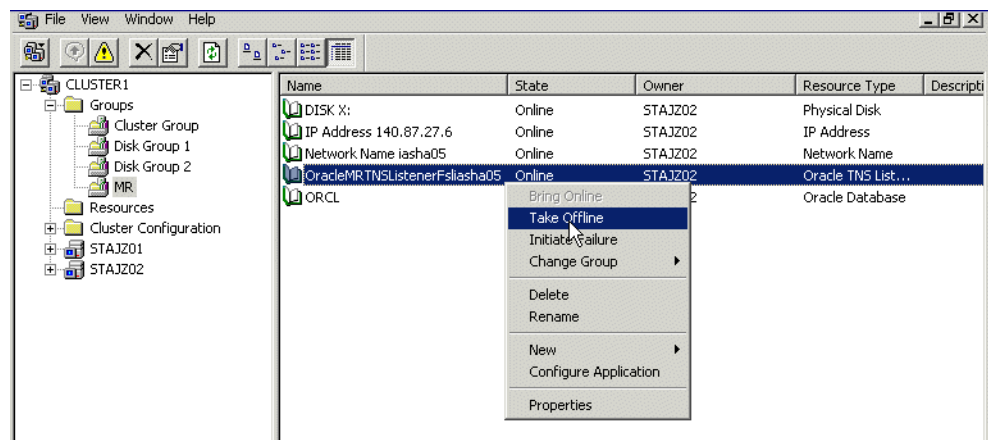 File View Window Help
CLUSTER1
Groups
Cluster Group
Disk Group 1
Disk Group 2
MR
Resources
Cluster Configuration
STAJZ01
STAJZ02
Name State Owner Resource Type Descripti
DISK X: Online STAJZ02 Physical Disk
IP Address 140.87.27.6 Online STAJZ02 IP Address
Network Name iasha05 Online STAJZ02 Network Name
OracleMRTNSListenerFsliasha05 Online STAJZ02 Oracle TNS List...
ORCL 2 Oracle Database
Bring Online
Take Offline
Initiate Failure
Change Group
Delete
Rename
New
Configure Application
Properties